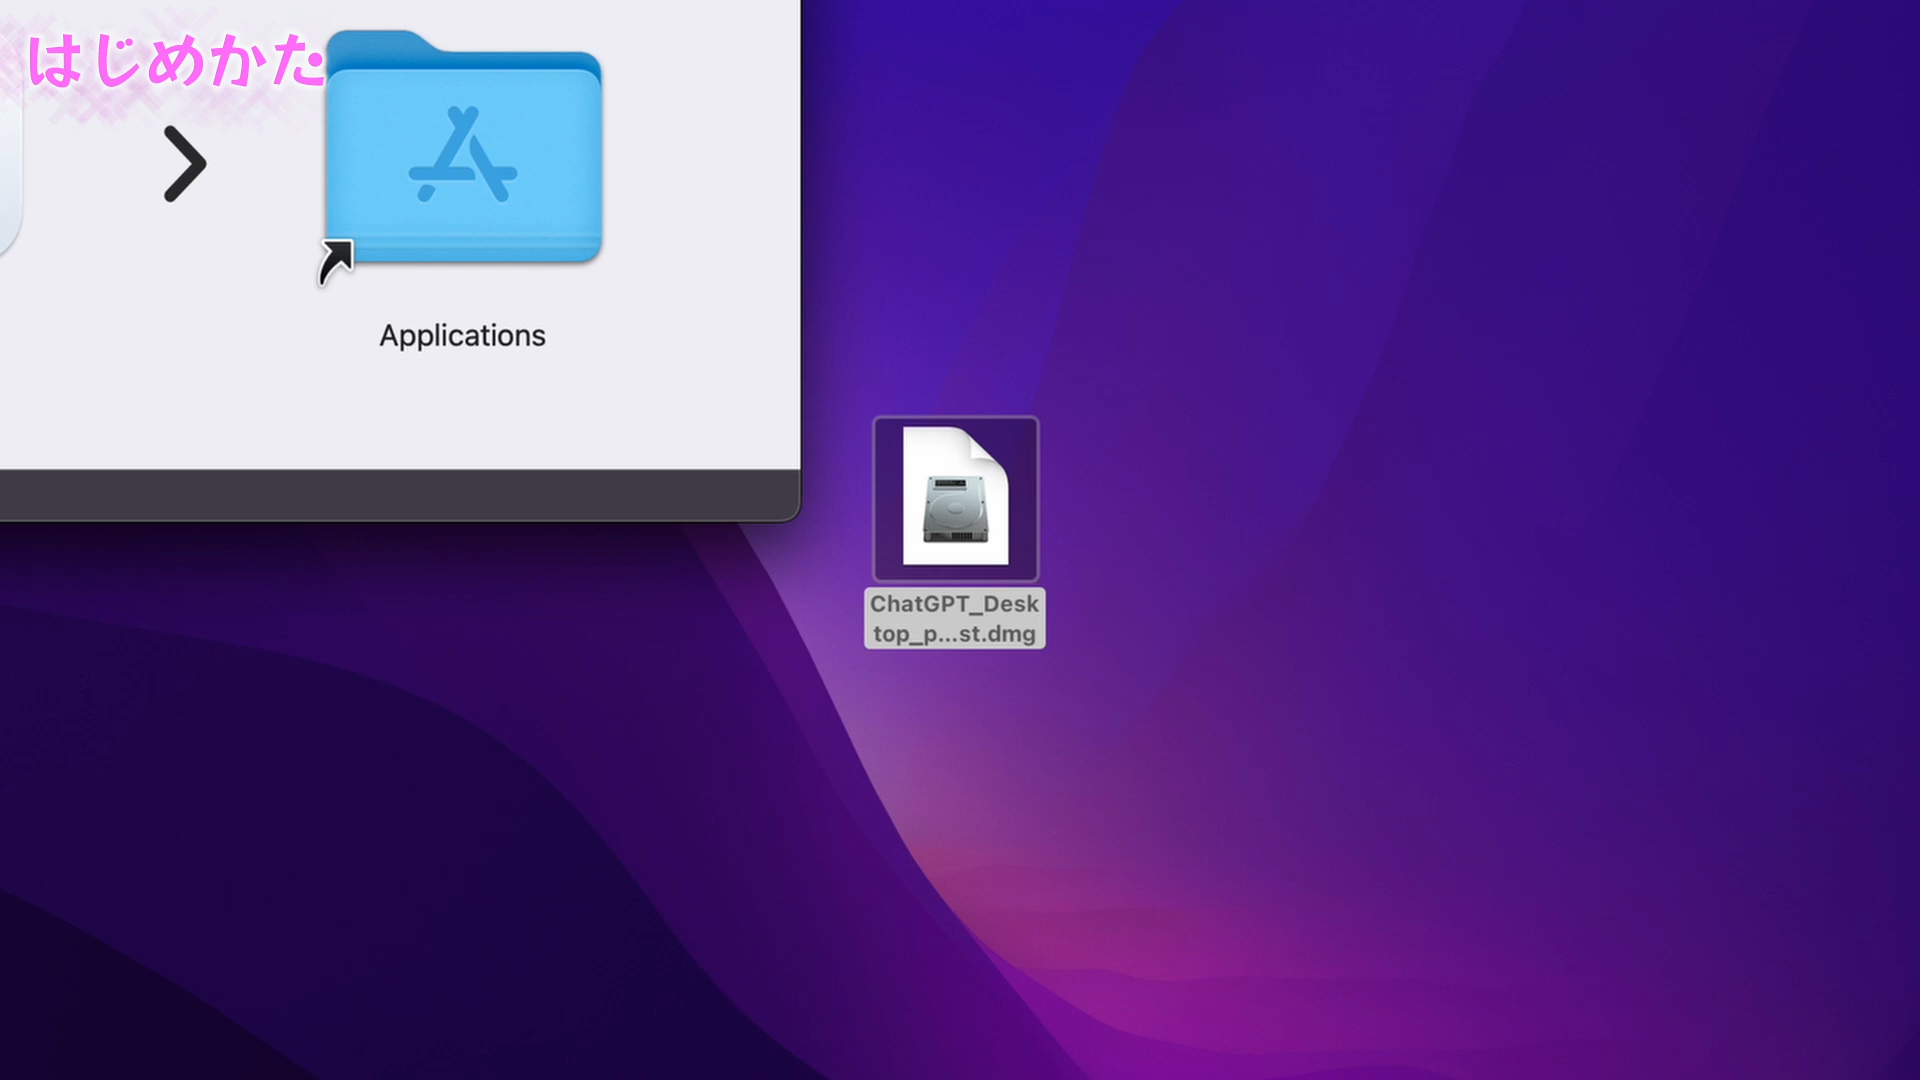 はじめかた
Applications
ChatGPT_Desk
top_p...st.dmg